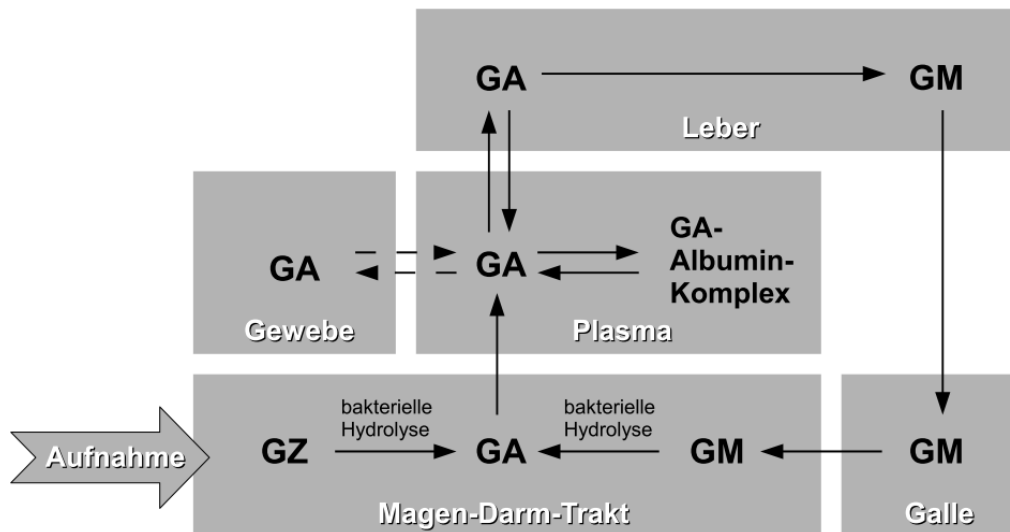 GA
GM
Leber
GA
GA
GA-
Albumin-
Komplex
Gewebe
Plasma
Aufnahme
GZ
bakterielle
Hydrolyse
GA
bakterielle
Hydrolyse
GM
GM
Magen-Darm-Trakt
Galle